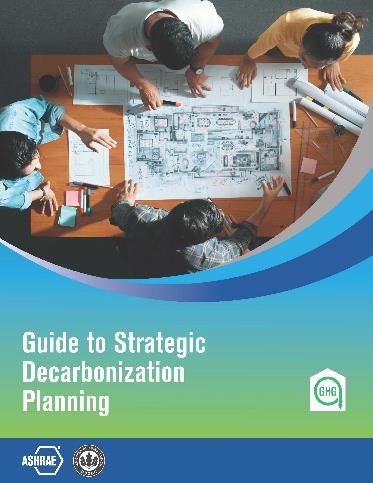 Guide to Strategic
Decarbonization
Planning
GHG
ASHRAE